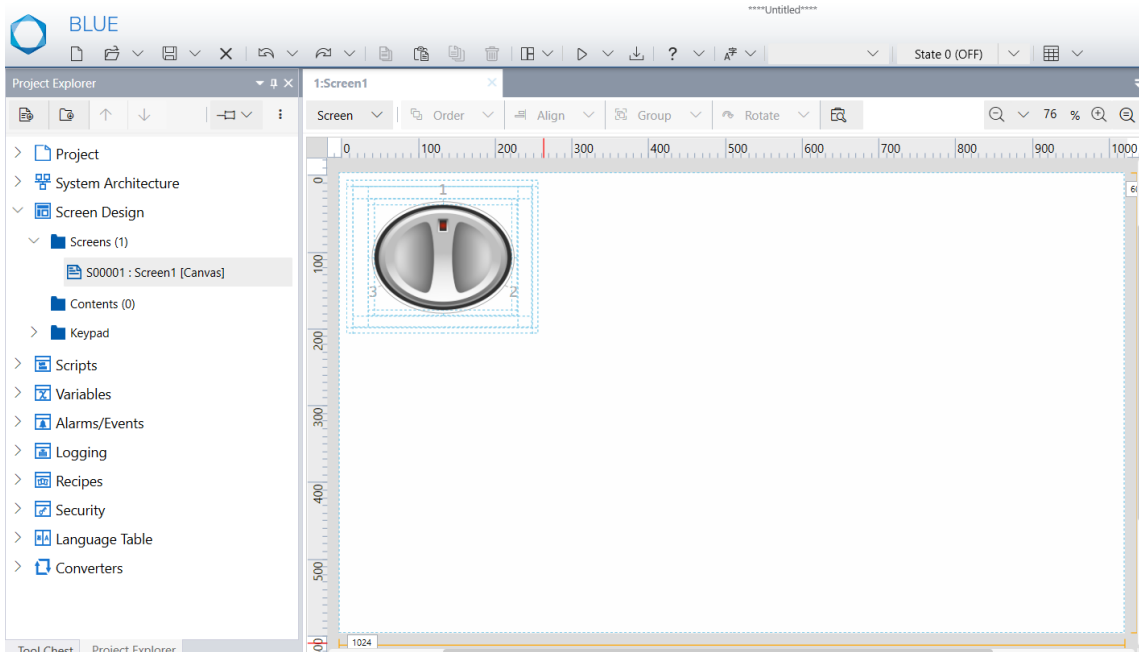 ****Untitled****
BLUE
State 0 (OFF)
Project Explorer
1:Screen1
Screen Order Align Group Rotate 76 %
Project
System Architecture
Screen Design
Screens (1)
S00001 : Screen1 [Canvas]
Contents (0)
Keypad
Scripts
Variables
Alarms/Events
Logging
Recipes
Security
Language Table
Converters
Tool Chest Project Explorer
0 100 200 300 400 500 600 700 800 900 1000
0
100
200
300
400
500
1
3 2
1024